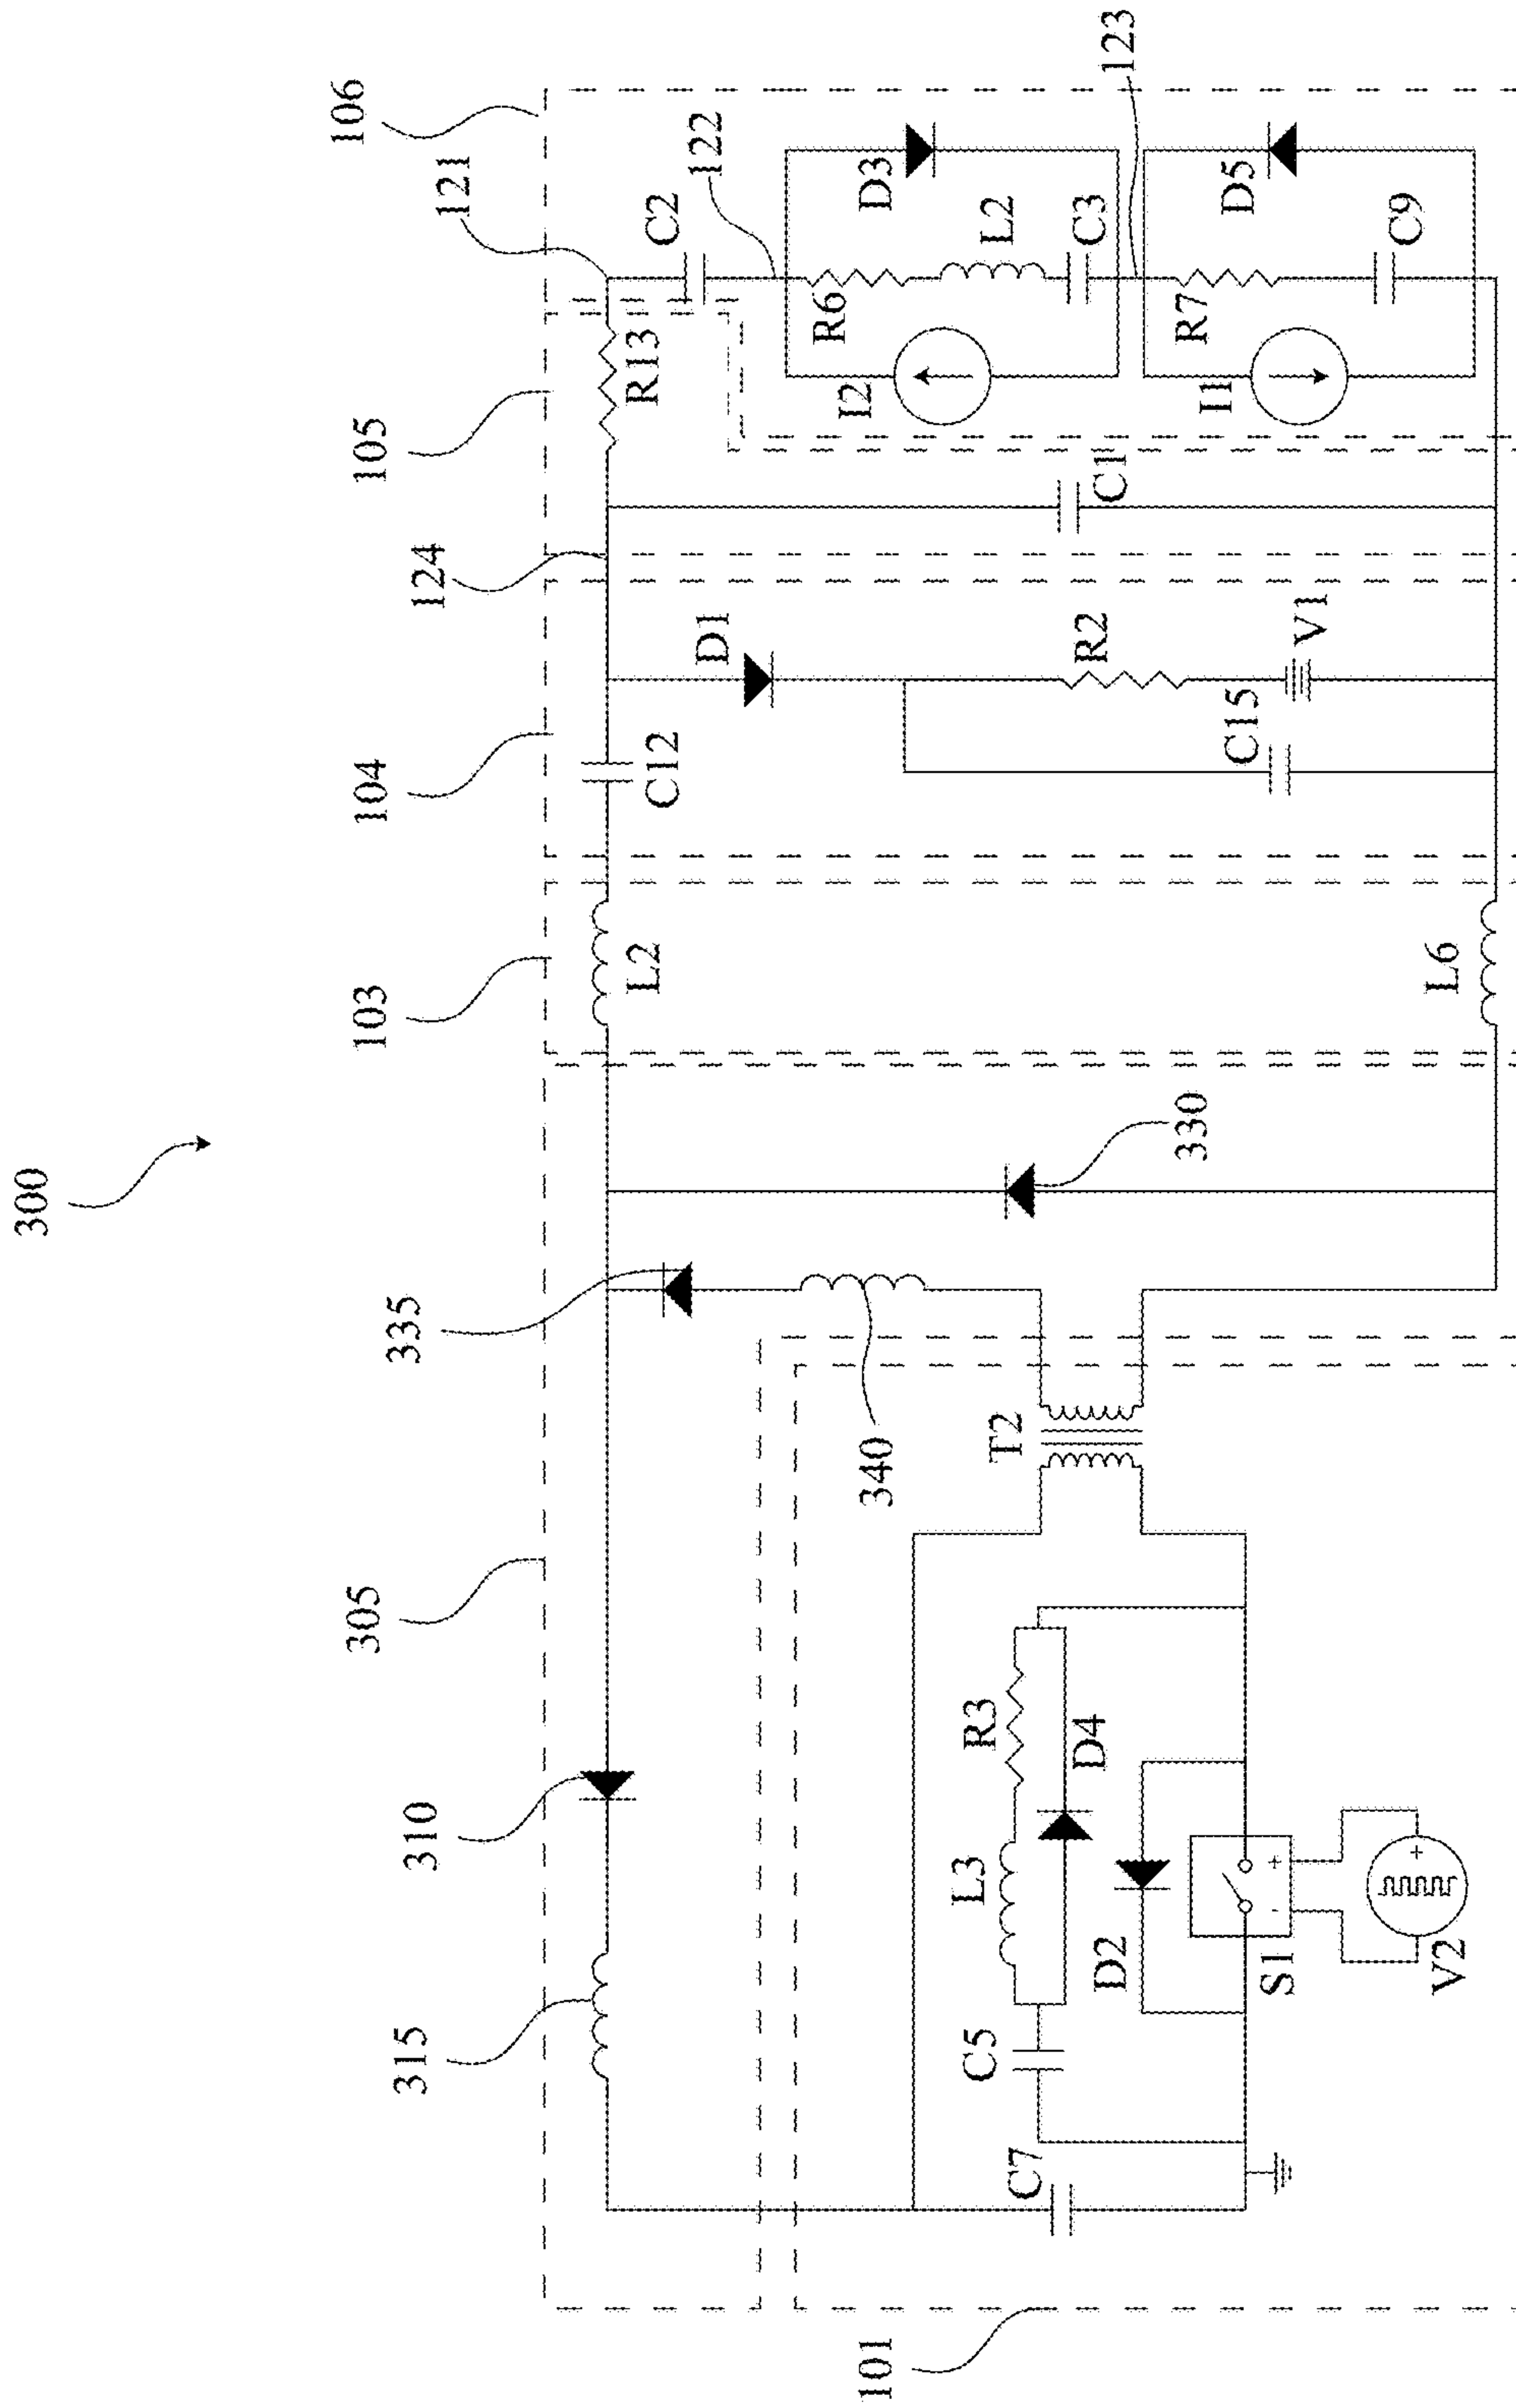 300
106
121
122
123
C2
D3
L2
C3
R6
I2
D5
C9
R7
I1
105
R13
C1
124
104
D1
R2
V1
C15
C12
103
L2
L6
330
335
340
T2
305
310
315
R3
D4
L3
D2
C5
C7
S1
+
-
V2
+
101